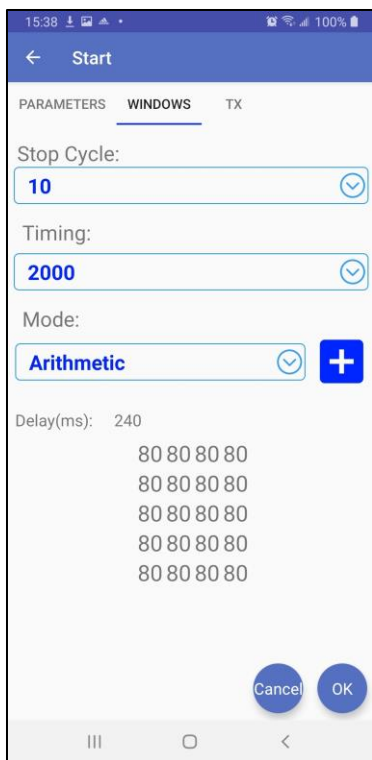 15:38 100%
Start
PARAMETERS WINDOWS TX
Stop Cycle:
10
Timing:
2000
Mode:
Arithmetic
Delay(ms): 240
80 80 80 80
80 80 80 80
80 80 80 80
80 80 80 80
80 80 80 80
Cancel OK